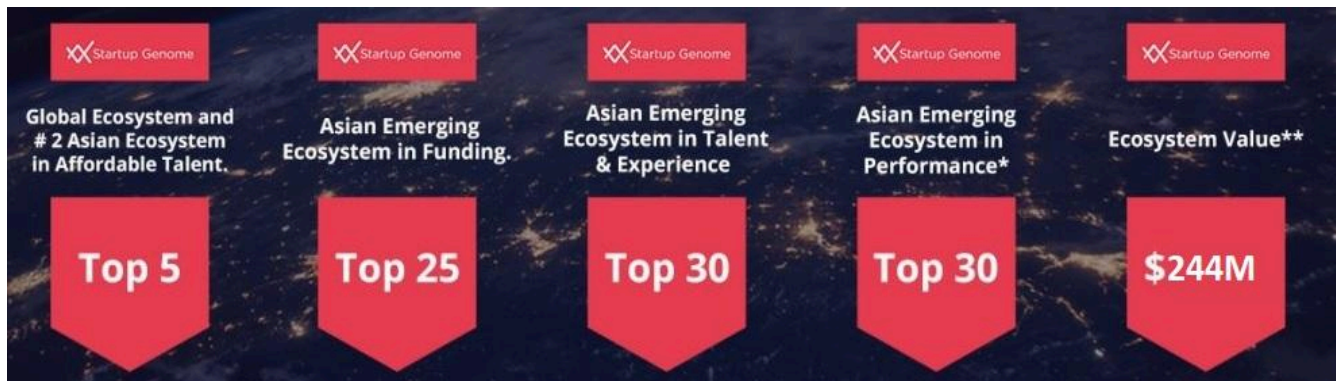 Startup Genome
Global Ecosystem and
# 2 Asian Ecosystem
in Affordable Talent.
Top 5
Startup Genome
Asian Emerging
Ecosystem in Funding.
Top 25
Startup Genome
Asian Emerging
Ecosystem in Talent
& Experience
Top 30
Startup Genome
Asian Emerging
Ecosystem in
Performance*
Top 30
Startup Genome
Ecosystem Value**
$244M